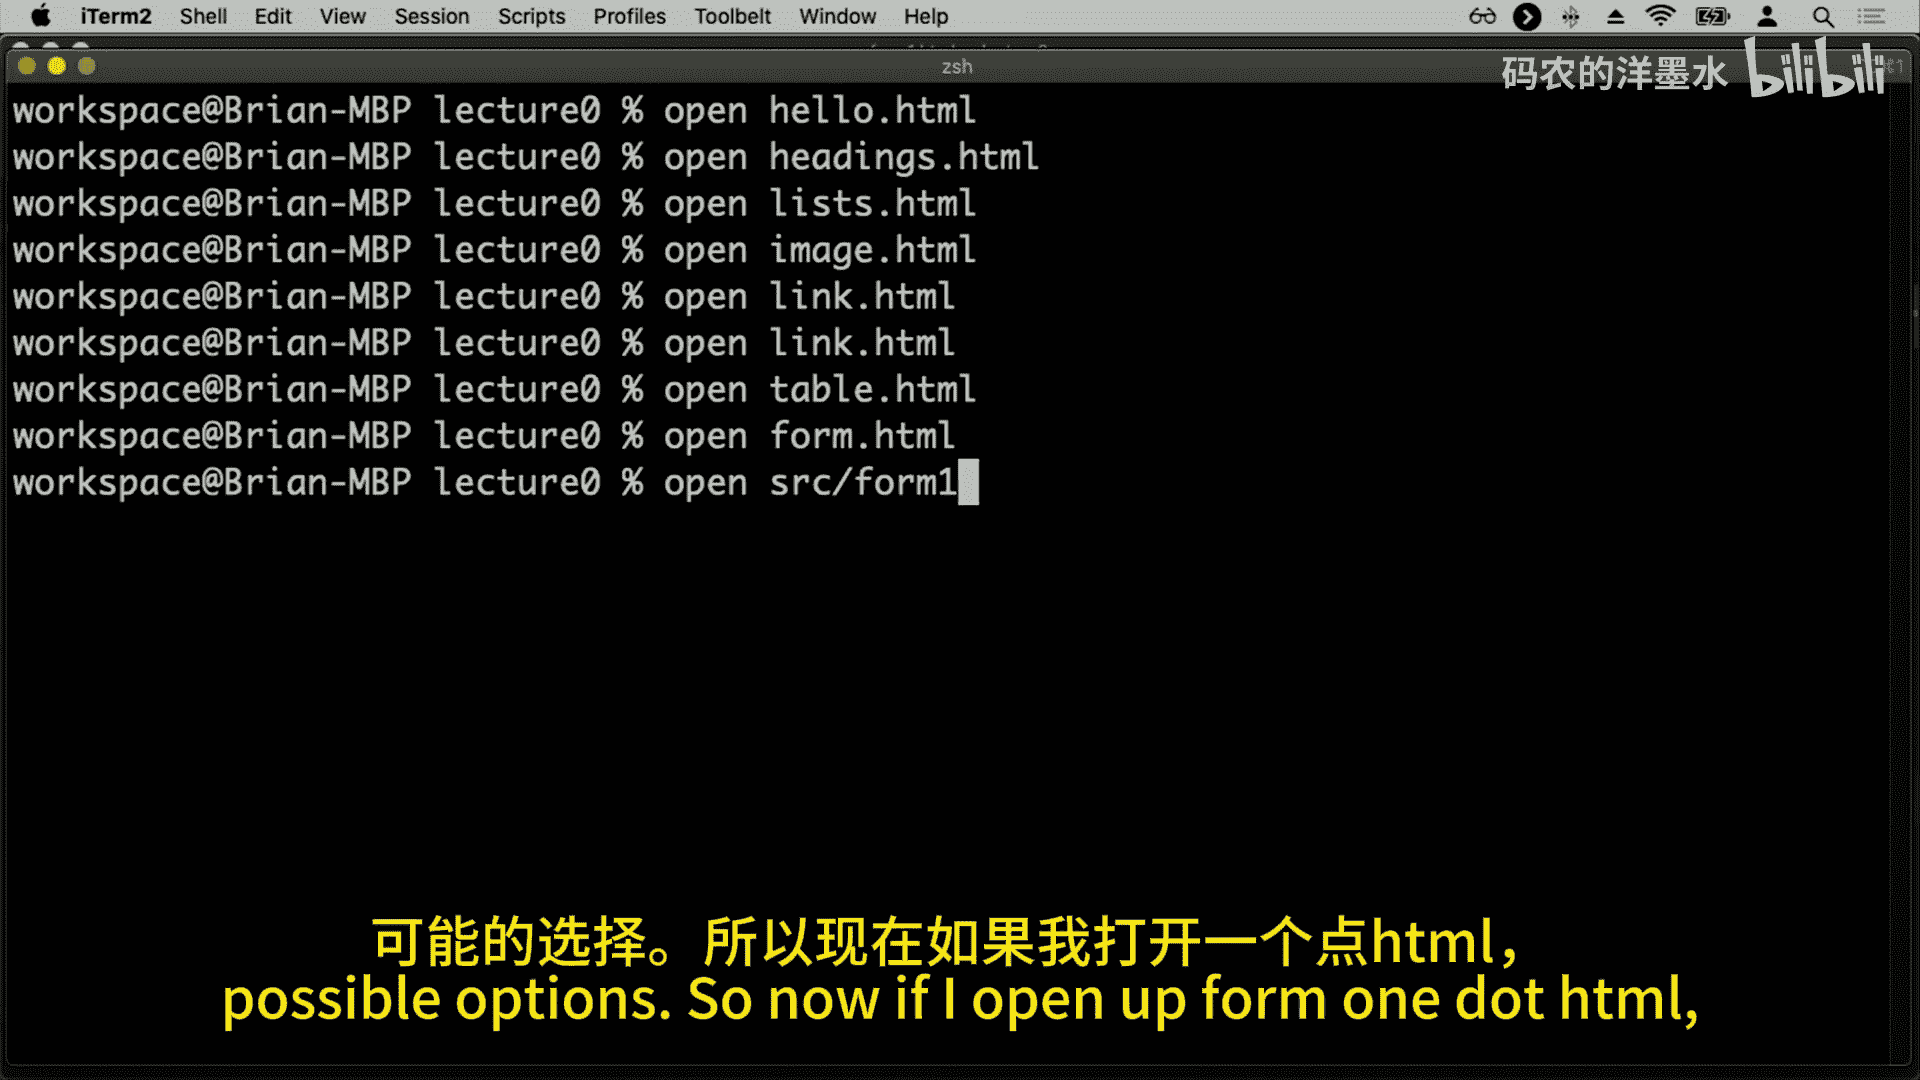 iTerm2 Shell Edit View Session Scripts Profiles Toolbelt Window Help
zsh
码农的洋墨水 bilibili
workspace@Brian-MBP lecture0 % open hello.html
workspace@Brian-MBP lecture0 % open headings.html
workspace@Brian-MBP lecture0 % open lists.html
workspace@Brian-MBP lecture0 % open image.html
workspace@Brian-MBP lecture0 % open link.html
workspace@Brian-MBP lecture0 % open link.html
workspace@Brian-MBP lecture0 % open table.html
workspace@Brian-MBP lecture0 % open form.html
workspace@Brian-MBP lecture0 % open src/form1
可能的选择。所以现在如果我打开一个点html，
possible options. So now if I open up form one dot html,